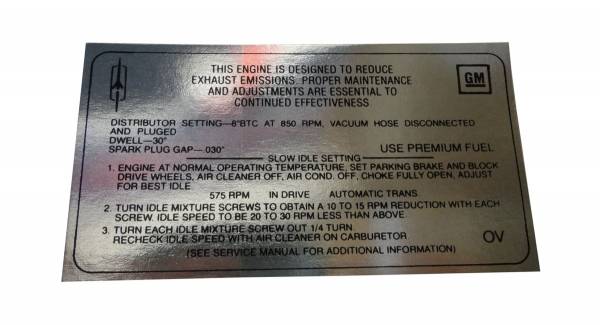 THIS ENGINE IS DESIGNED TO REDUCE
EXHAUST EMISSIONS. PROPER MAINTENANCE
AND ADJUSTMENTS ARE ESSENTIAL TO
CONTINUED EFFECTIVENESS
GM
DISTRIBUTOR SETTING—8°BTC AT 850 RPM, VACUUM HOSE DISCONNECTED
AND PLUGED
DWELL—30°
SPARK PLUG GAP—.030" USE PREMIUM FUEL
SLOW IDLE SETTING
1. ENGINE AT NORMAL OPERATING TEMPERATURE, SET PARKING BRAKE AND BLOCK
DRIVE WHEELS, AIR CLEANER OFF, AIR COND. OFF, CHOKE FULLY OPEN, ADJUST
FOR BEST IDLE.
575 RPM IN DRIVE AUTOMATIC TRANS
2. TURN IDLE MIXTURE SCREWS TO OBTAIN A 10 TO 15 RPM REDUCTION WITH EACH
SCREW. IDLE SPEED TO BE 20 TO 30 RPM LESS THAN ABOVE.
3. TURN EACH IDLE MIXTURE SCREW OUT 1/4 TURN
RECHECK IDLE SPEED WITH AIR CLEANER ON CARBURETOR OV
(SEE SERVICE MANUAL FOR ADDITIONAL INFORMATION)